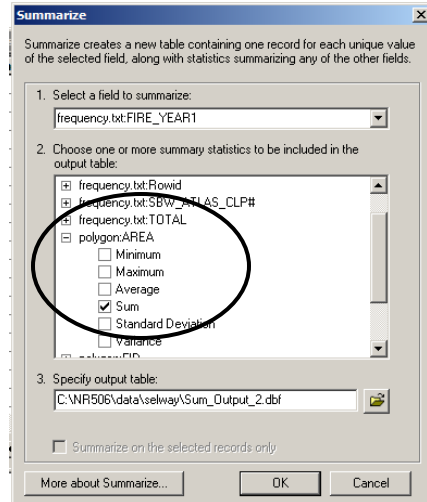 Summarize
Summarize creates a new table containing one record for each unique value
of the selected field, along with statistics summarizing any of the other fields.
1. Select a field to summarize:
frequency.txt:FIRE_YEAR1
2. Choose one or more summary statistics to be included in the
output table:
frequency.txt:Rowid
frequency.txt:SBW_ATLAS_CLP#
frequency.txt:TOTAL
polygon:AREA
Minimum
Maximum
Average
Sum
Standard Deviation
Variance
polygon:FID
3. Specify output table:
C:\NR506\data\selway\Sum_Output_2.dbf
Summarize on the selected records only
More about Summarize...
OK
Cancel